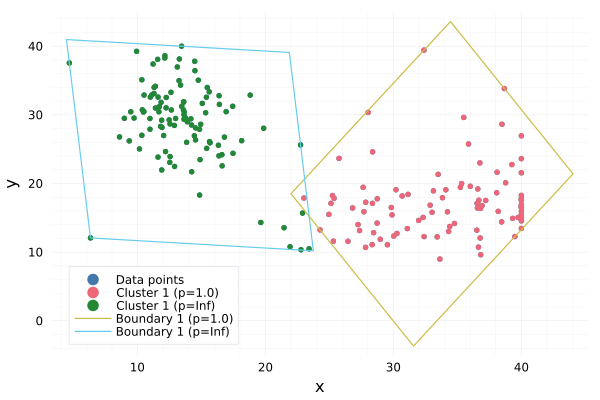 40
30
20
10
0
y
Data points
Cluster 1 (p=1.0)
Cluster 1 (p=Inf)
Boundary 1 (p=1.0)
Boundary 1 (p=Inf)
10 20 30 40
x